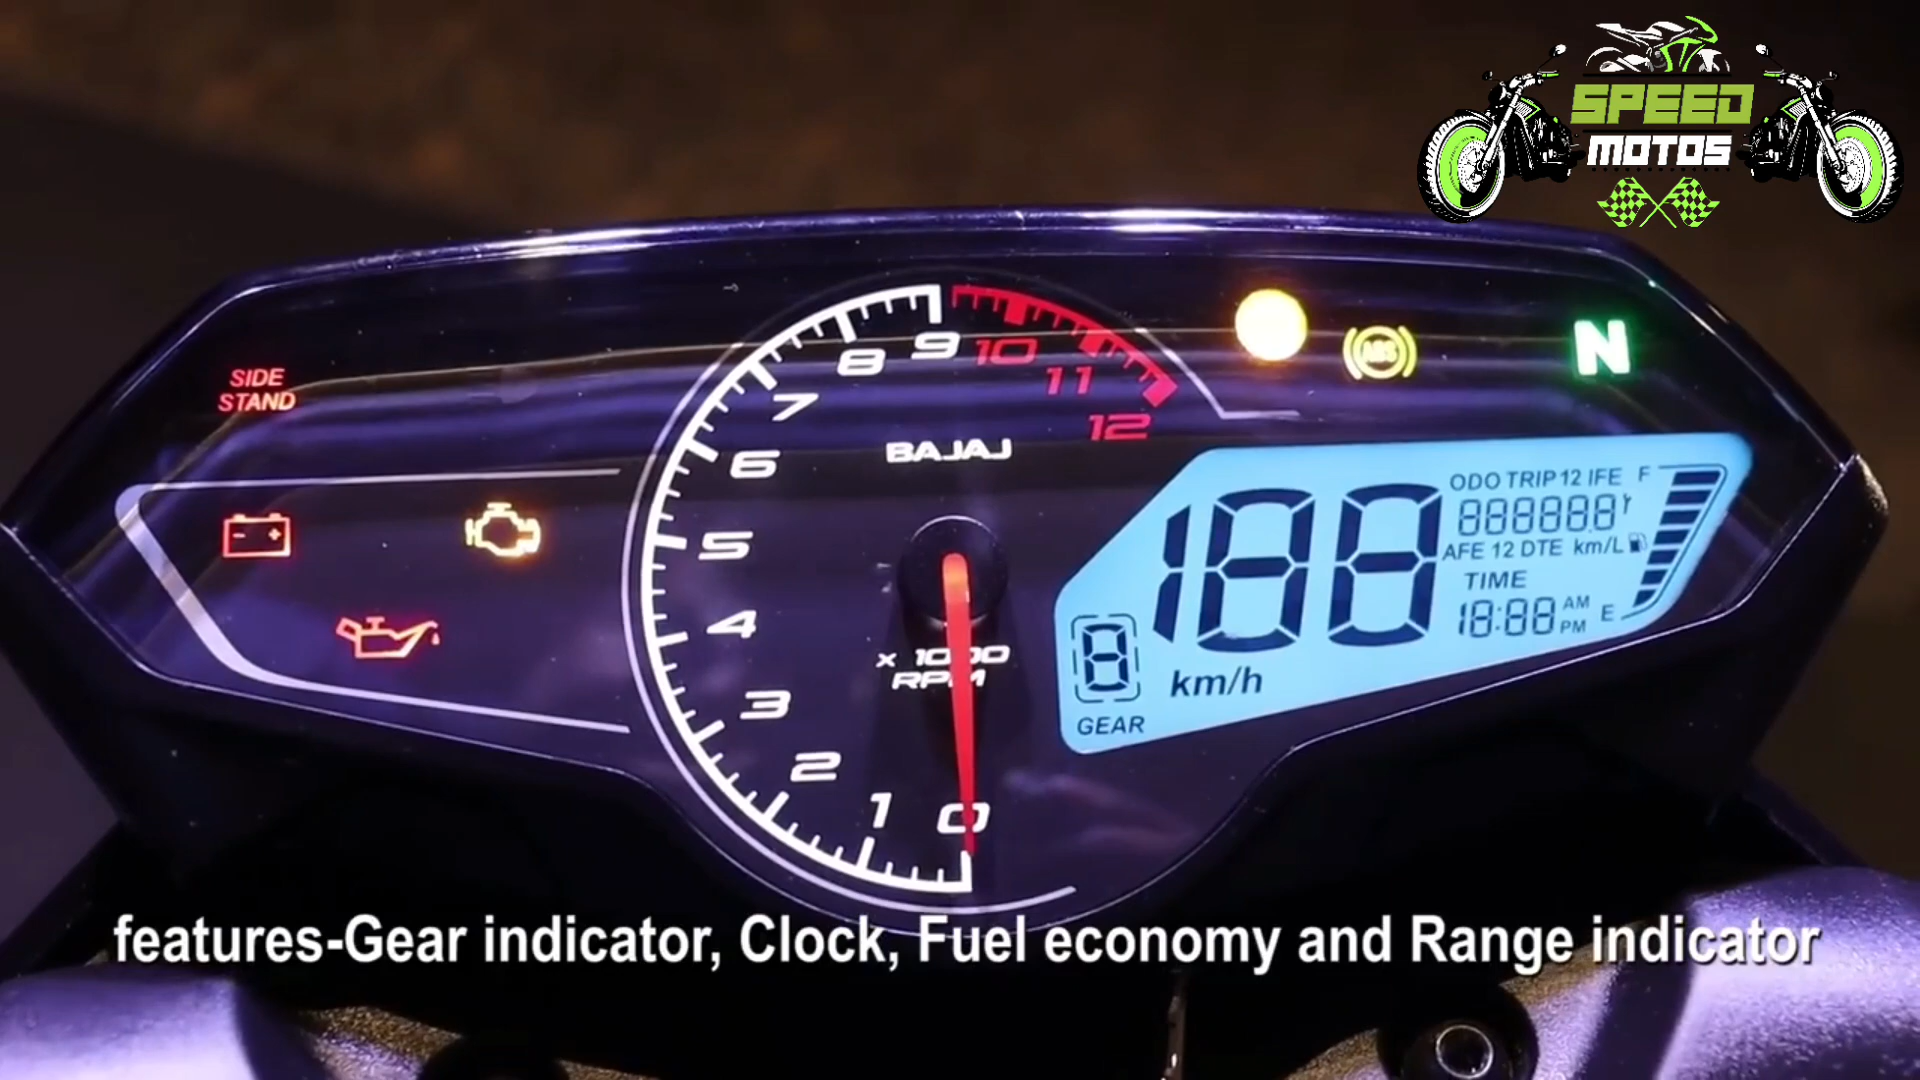 SPEED
MOTOS
SIDE
STAND
8 9 10
11
7
12
6
BAJAJ
5
4
3
2
1
0
x 1000
RPM
ABS
N
ODO TRIP 12 IFE F
888888
AFE 12 DTE km/L
TIME
18:88 AM
PM E
188
8
km/h
GEAR
features-Gear indicator, Clock, Fuel economy and Range indicator